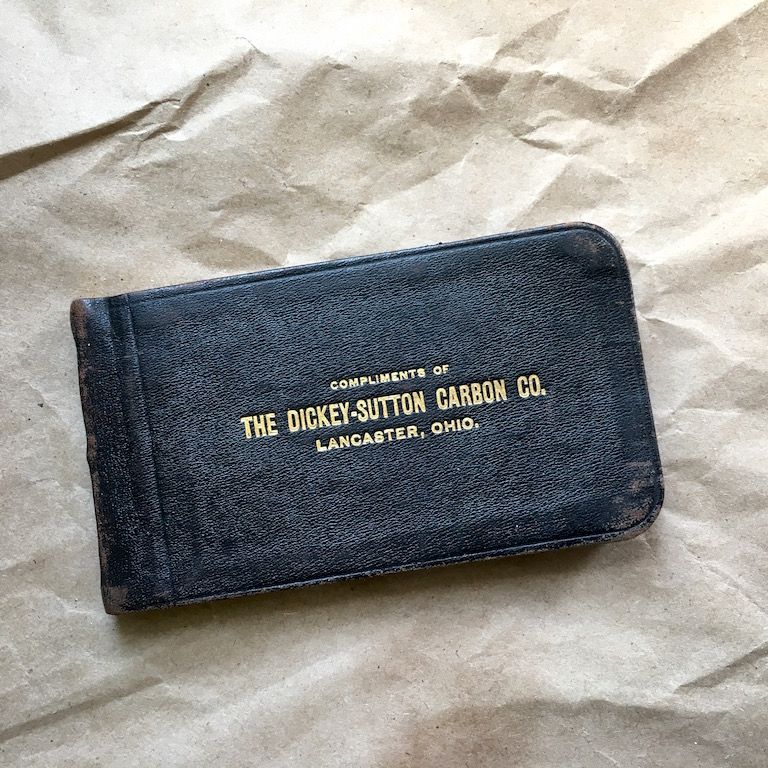 COMPLIMENTS OF
THE DICKEY-SUTTON CARBON CO.
LANCASTER, OHIO.